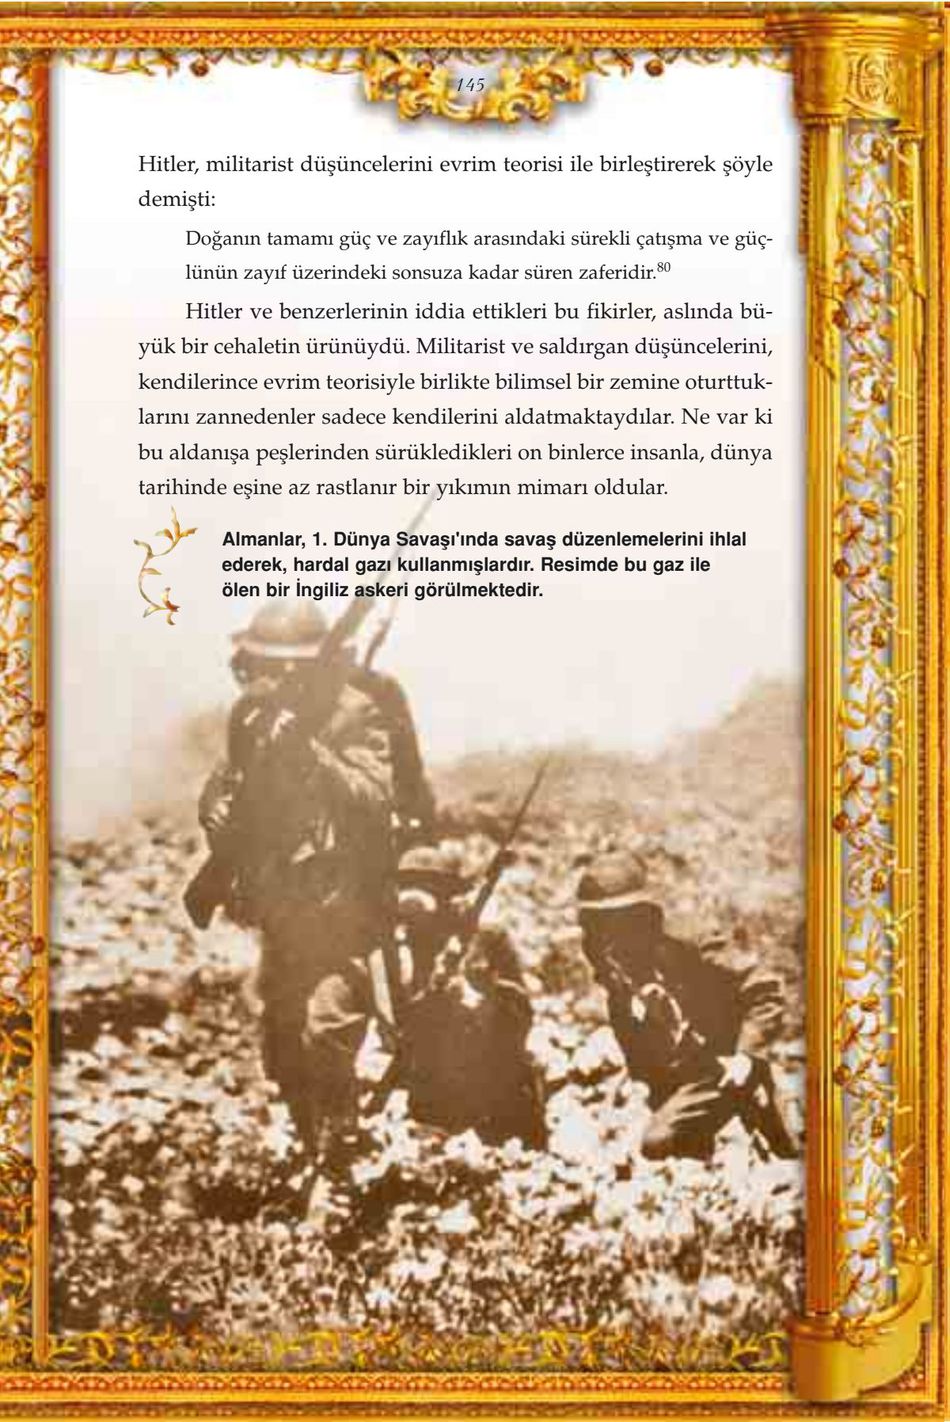 145
Hitler, militarist düşüncelerini evrim teorisi ile birleştirerek şöyle
demişti:
Doğanın tamamı güç ve zayıflık arasındaki sürekli çatışma ve güç-
lünün zayıf üzerindeki sonsuza kadar süren zaferidir.80
Hitler ve benzerlerinin iddia ettikleri bu fikirler, aslında bü-
yük bir cehaletin ürünüydü. Militarist ve saldırgan düşüncelerini,
kendilerince evrim teorisiyle birlikte bilimsel bir zemine oturttuk-
larını zannedenler sadece kendilerini aldatmaktaydılar. Ne var ki
bu aldanışa peşlerinden sürükledikleri on binlerce insanla, dünya
tarihinde eşine az rastlanır bir yıkımın mimarı oldular.
Almanlar, 1. Dünya Savaşı'ında savaş düzenlemelerini ihlal
ederek, hardal gazı kullanmışlardır. Resimde bu gaz ile
ölen bir İngiliz askeri görülmektedir.